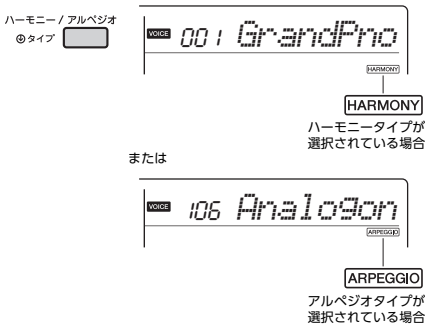 ハーモニー / アルペジオ
タイプ
VOICE 001 GrandPno
HARMONY
HARMONY
ハーモニータイプが
選択されている場合
または
VOICE 106 Analogon
ARPEGGIO
ARPEGGIO
アルペジオタイプが
選択されている場合